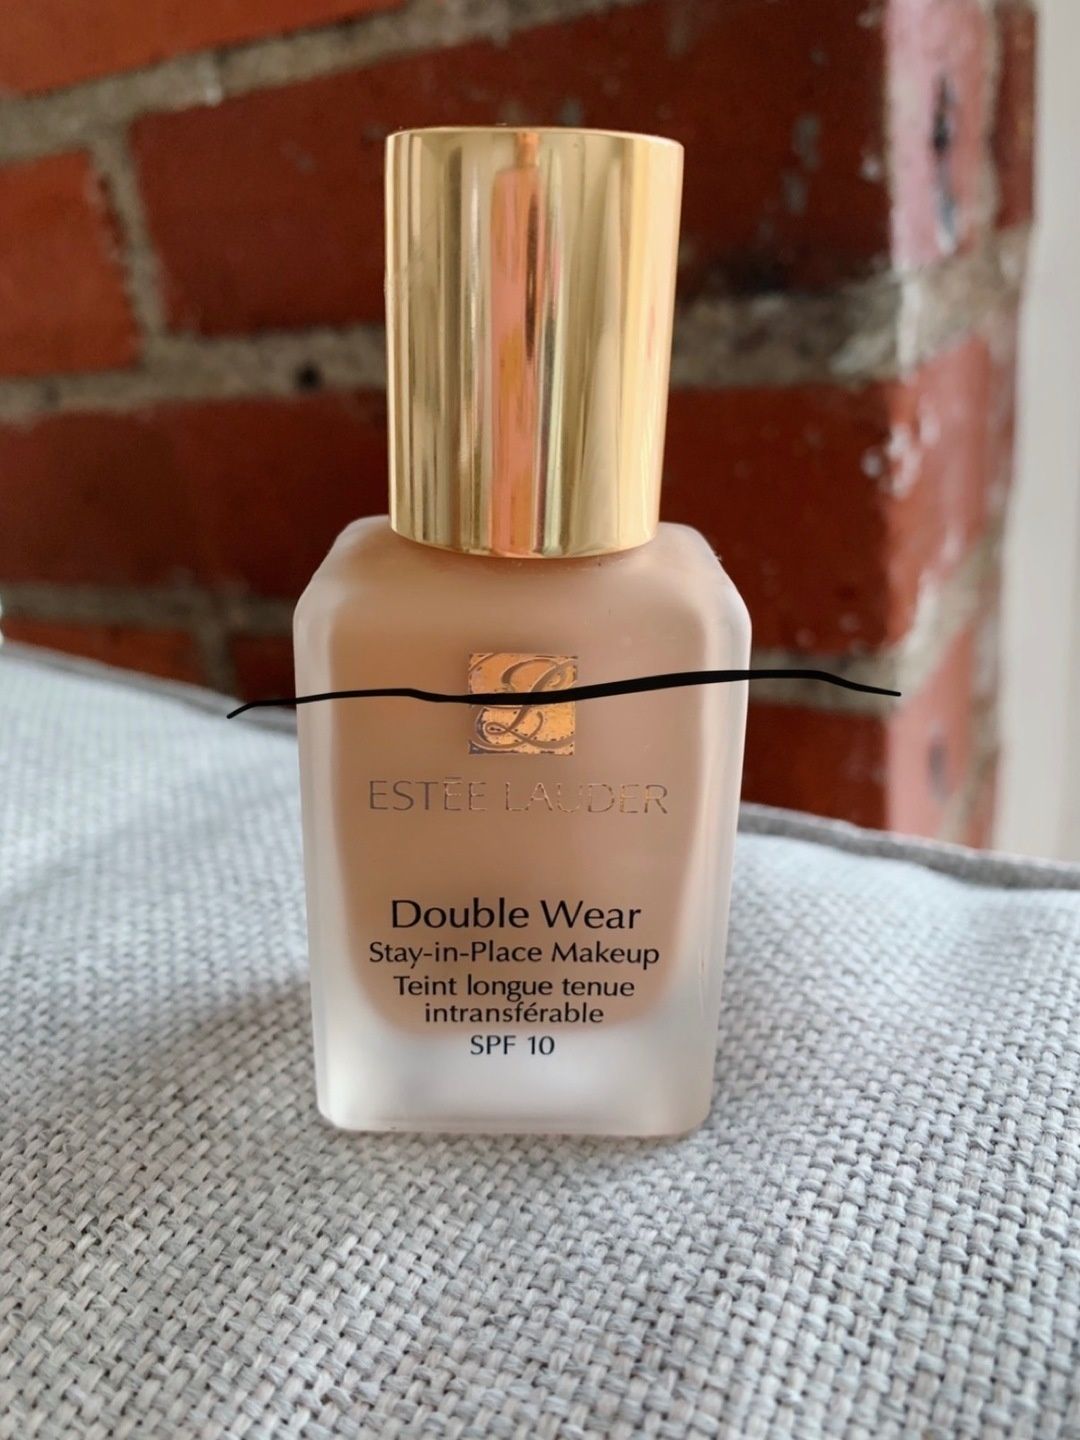 ESTĒE LAUDER
Double Wear
Stay-in-Place Makeup
Teint longue tenue
intransférable
SPF 10